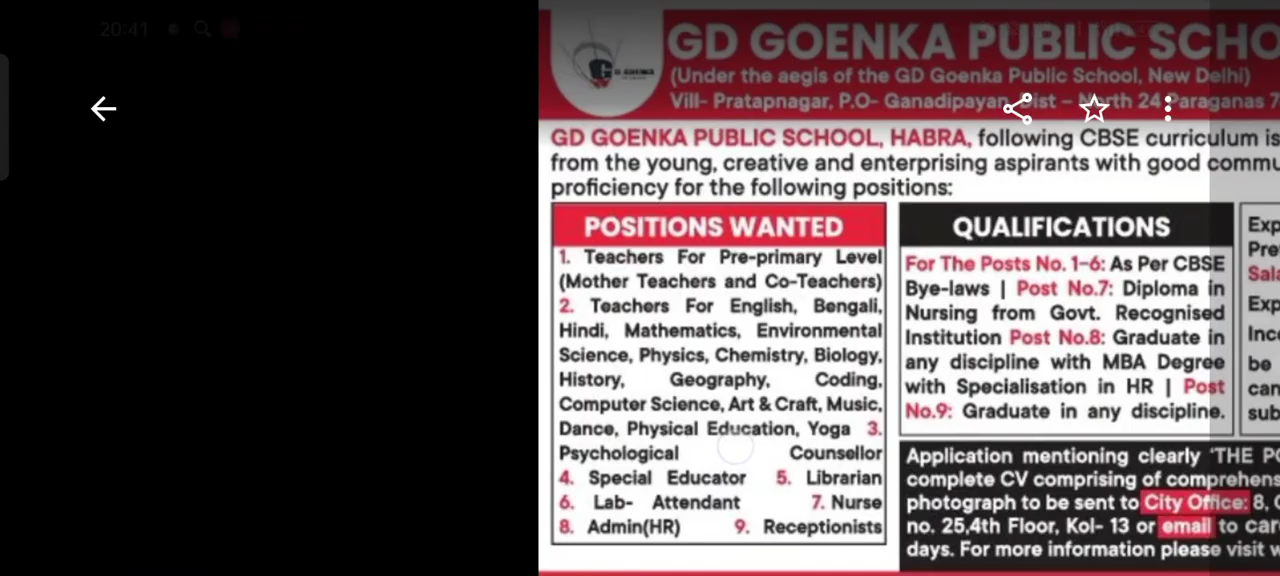 20:41
GD GOENKA PUBLIC SCHO
(Under the aegis of the GD Goenka Public School, New Delhi)
Vill- Pratapnagar, P.O- Ganadipayan, Dist – North 24 Paraganas 7
GD GOENKA PUBLIC SCHOOL, HABRA, following CBSE curriculum is
from the young, creative and enterprising aspirants with good commu
proficiency for the following positions:
POSITIONS WANTED
1. Teachers For Pre-primary Level
(Mother Teachers and Co-Teachers)
2. Teachers For English, Bengali,
Hindi, Mathematics, Environmental
Science, Physics, Chemistry, Biology,
History, Geography, Coding,
Computer Science, Art & Craft, Music,
Dance, Physical Education, Yoga 3.
Psychological Counsellor
4. Special Educator 5. Librarian
6. Lab- Attendant 7. Nurse
8. Admin(HR) 9. Receptionists
QUALIFICATIONS
For The Posts No. 1-6: As Per CBSE
Bye-laws | Post No.7: Diploma in
Nursing from Govt. Recognised
Institution Post No.8: Graduate in
any discipline with MBA Degree
with Specialisation in HR | Post
No.9: Graduate in any discipline.
Exp
Pre
Sala
Exp
Inc
be
can
sub
Application mentioning clearly 'THE PO
complete CV comprising of comprehens
photograph to be sent to City Office: 8,
no. 25,4th Floor, Kol- 13 or email to car
days. For more information please visit w